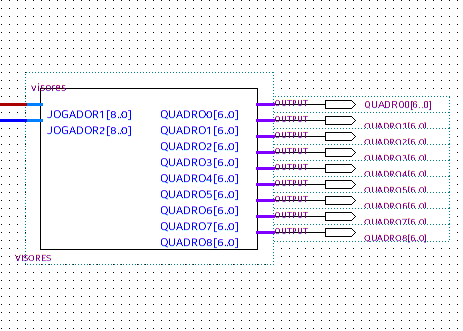 visores
OUTPUT QUADRO0[6..0]
JOGADOR1[8..0] QUADRO0[6..0]
OUTPUT QUADRO1[6..0]
JOGADOR2[8..0] QUADRO1[6..0]
OUTPUT QUADRO2[6..0]
QUADRO2[6..0]
OUTPUT QUADRO3[6..0]
QUADRO3[6..0]
OUTPUT QUADRO4[6..0]
QUADRO4[6..0]
OUTPUT QUADRO5[6..0]
QUADRO5[6..0]
OUTPUT QUADRO6[6..0]
QUADRO6[6..0]
OUTPUT QUADRO7[6..0]
QUADRO7[6..0]
OUTPUT QUADRO8[6..0]
QUADRO8[6..0]
VISORES